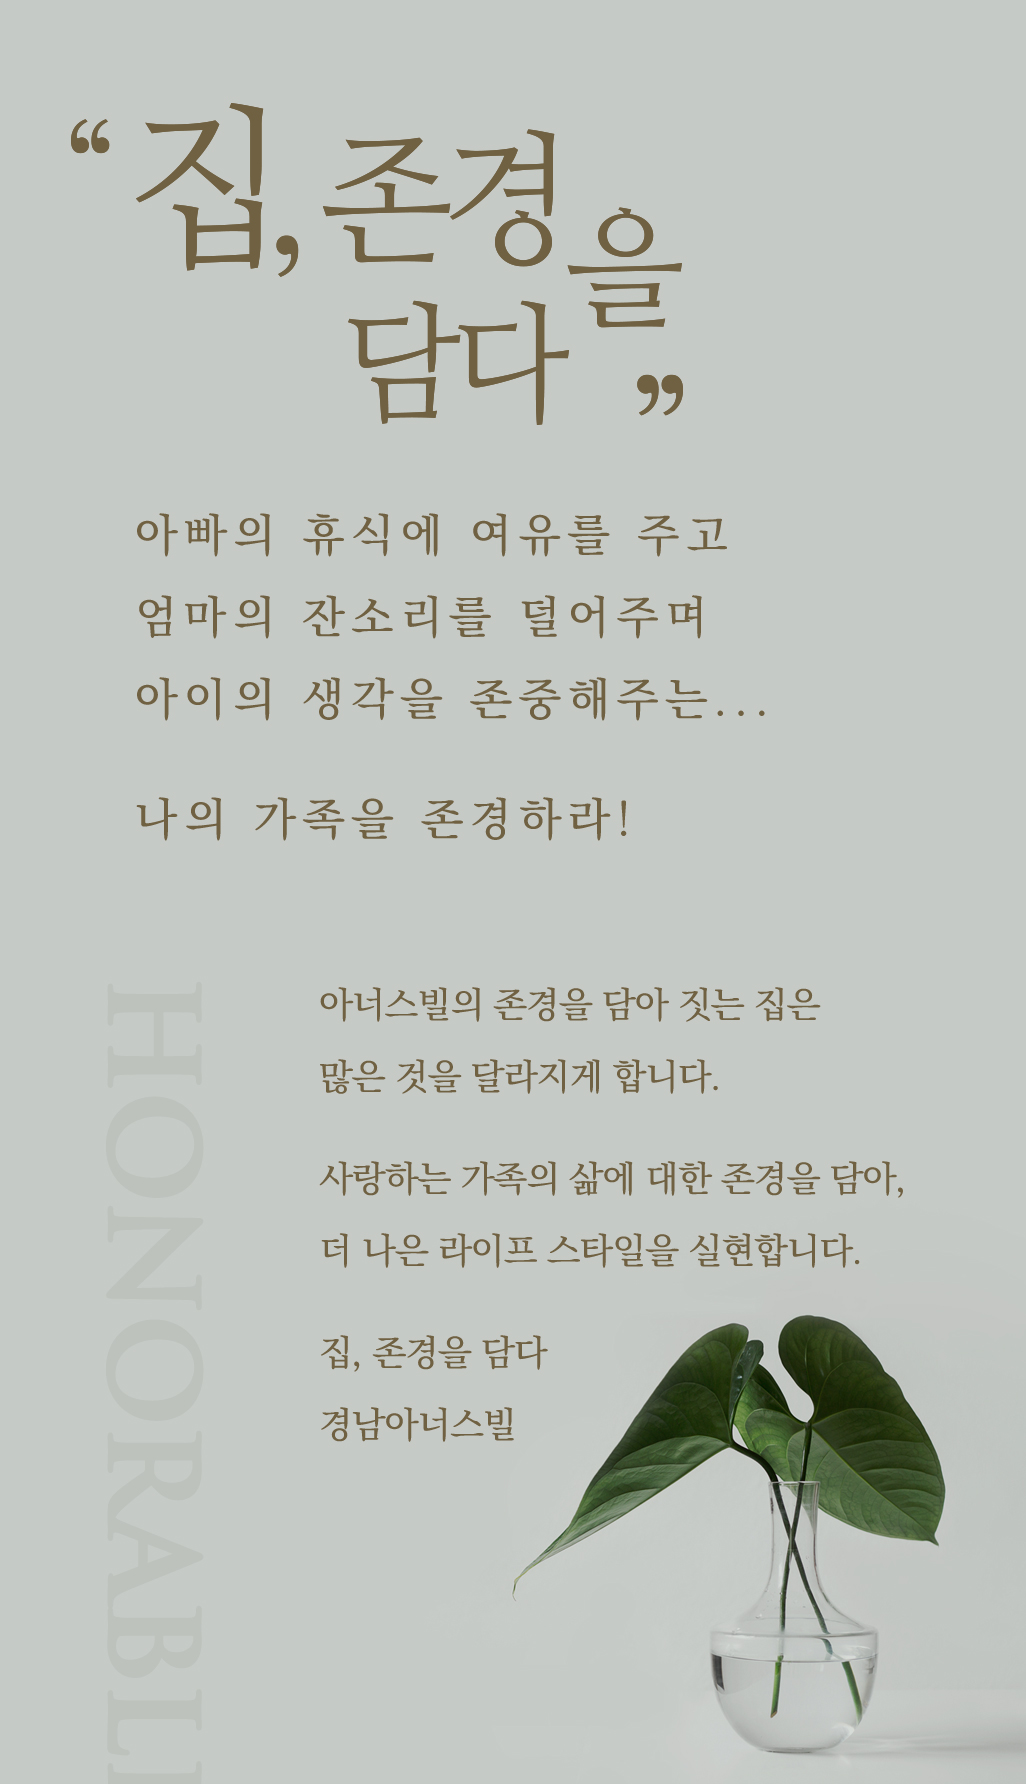 “ 집, 존경을
담다 ”
아빠의 휴식에 여유를 주고
엄마의 잔소리를 덜어주며
아이의 생각을 존중해주는...
나의 가족을 존경하라!
아너스빌의 존경을 담아 짓는 집은
많은 것을 달라지게 합니다.
사랑하는 가족의 삶에 대한 존경을 담아,
더 나은 라이프 스타일을 실현합니다.
집, 존경을 담다
경남아너스빌
HONORABL